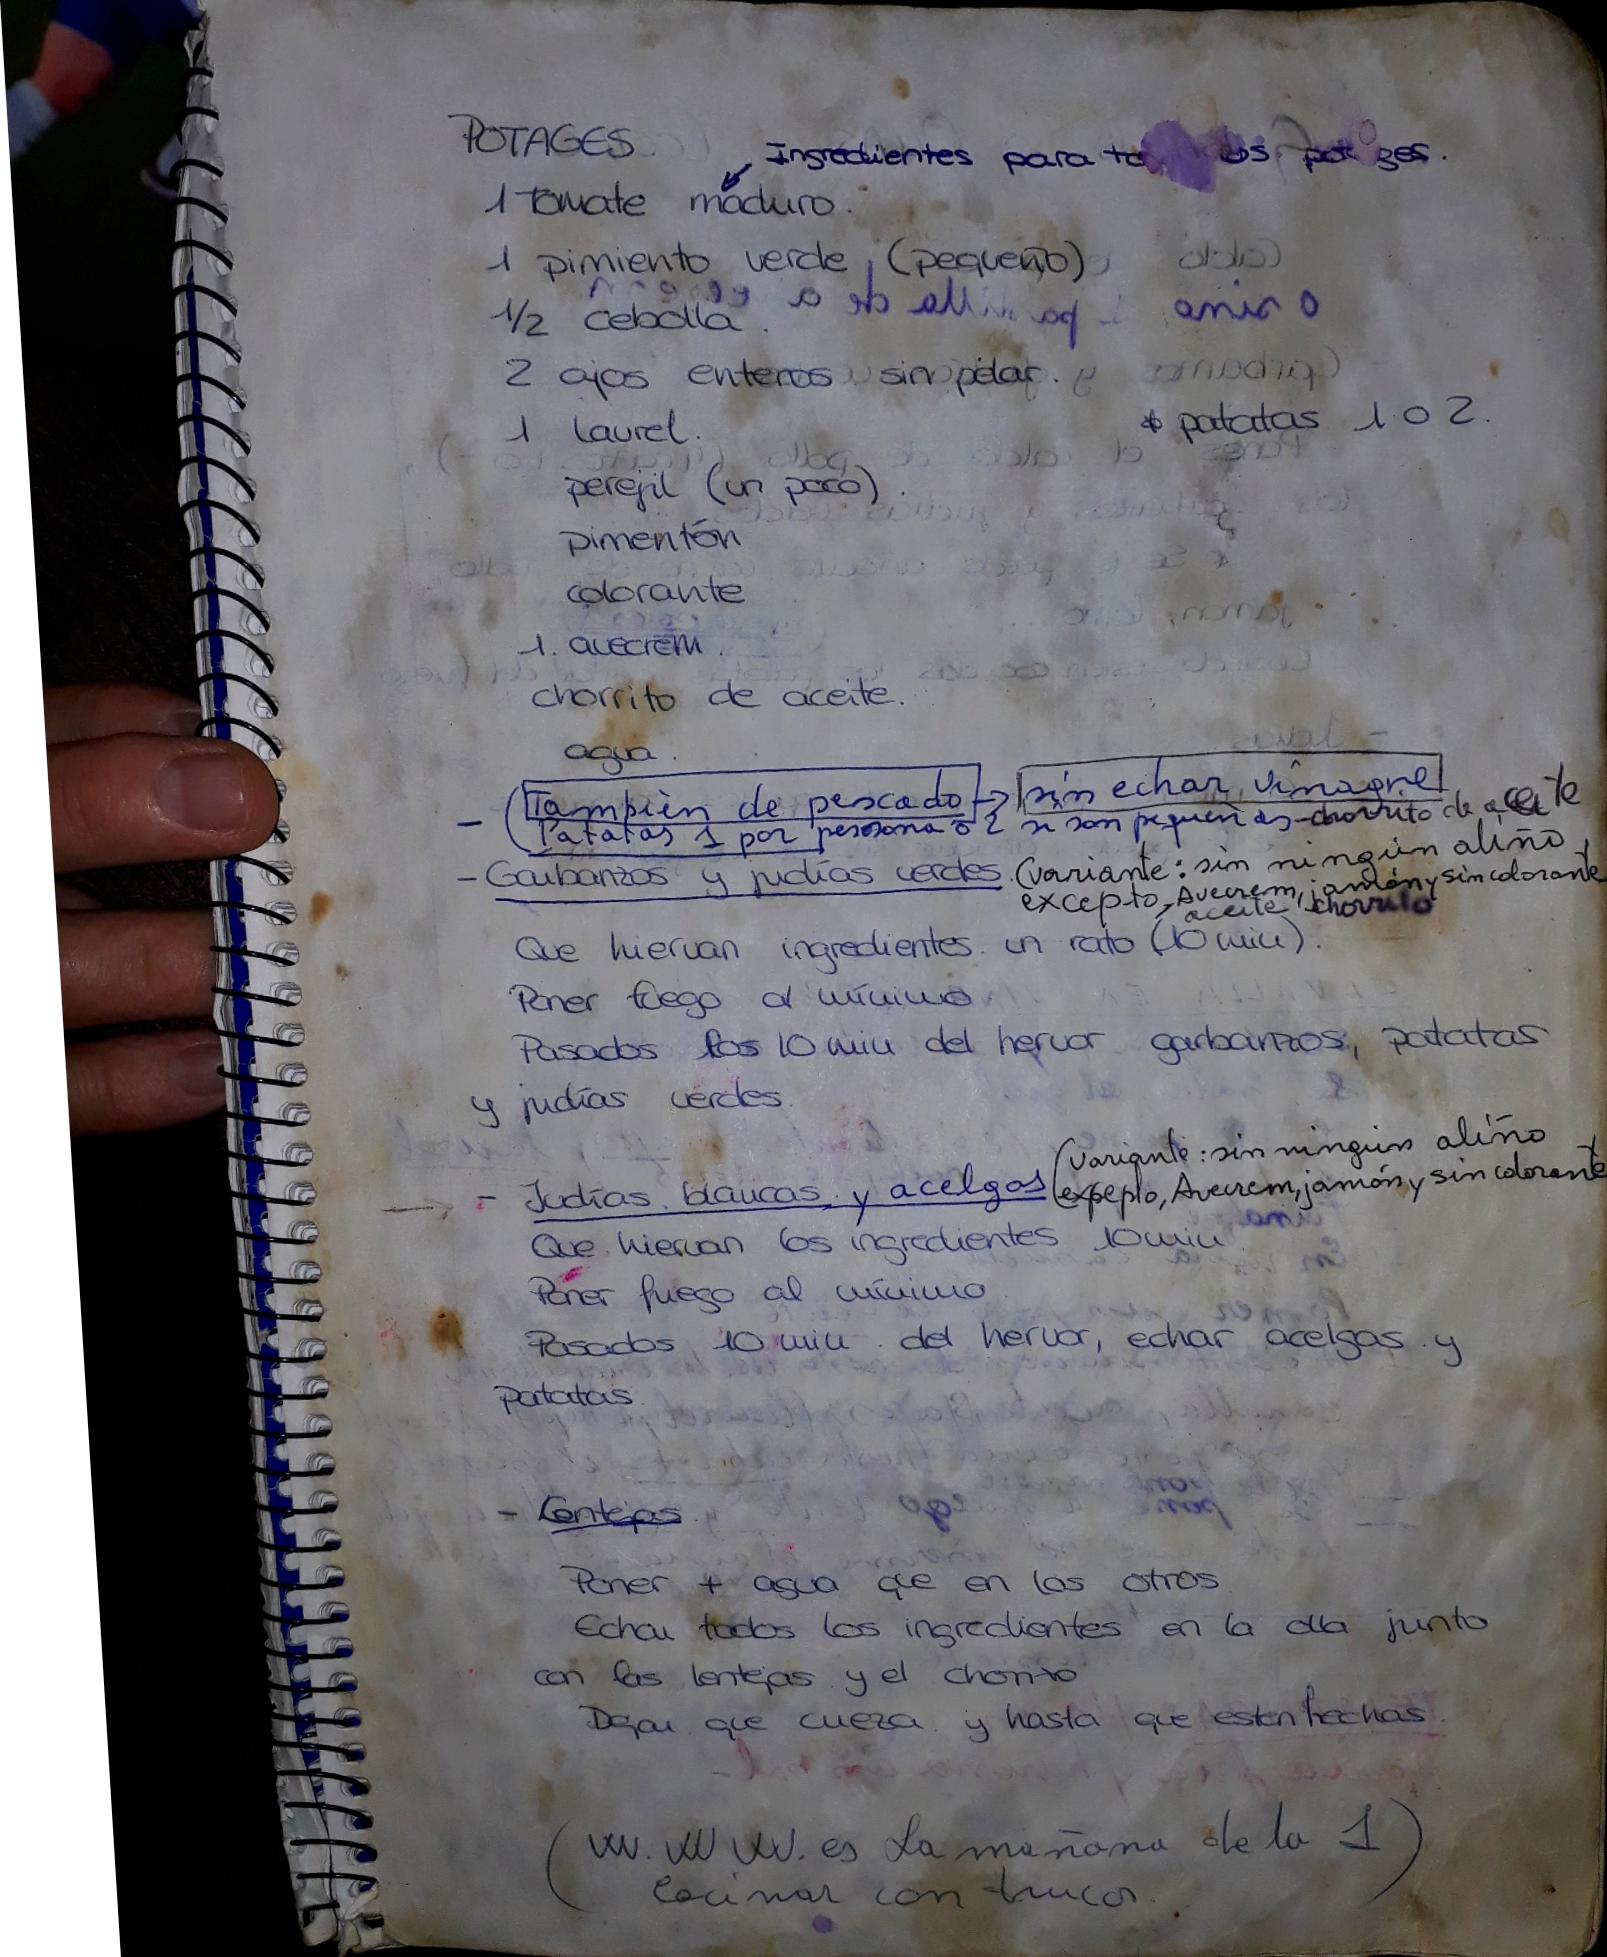 POTAGES.
Ingredientes para
1 Tomate maduro.
1 pimiento verde (pequeño)
1/2 cebolla.
2 ajos enteros sin pelar.
1 laurel.
* patatas 1 o 2.
perejil (un poco).
pimentón
colorante
1. avecrem.
chorrito de aceite.
agua.
- (También de pescado → sin echar vinagre
Patatas 1 por persona o 2 si son pequeñas - chorrito de aceite
- Garbanzos y judías verdes (variante: sin ningún aliño
excepto, Avecrem, jamón y sin colorante
aceite chorrito
Que hiervan ingredientes un rato (10 min).
Poner fuego al mínimo
Pasados los 10 min del hervor garbanzos, patatas
y judías verdes.
(variante: sin ningún aliño
- Judías blancas y acelgas expepto, Avecrem, jamón y sin colorante
Que hiervan los ingredientes 10 min
Poner fuego al mínimo
Pasados 10 min del hervor, echar acelgas y
patatas.
- Lentejas
Poner + agua que en los otros
Echar todos los ingredientes en la olla junto
con las lentejas y el chorizo
Dejar que cueza y hasta que esten hechas.
(WW.WWW. es La mañana de la 1)
Cocinar con trucos.